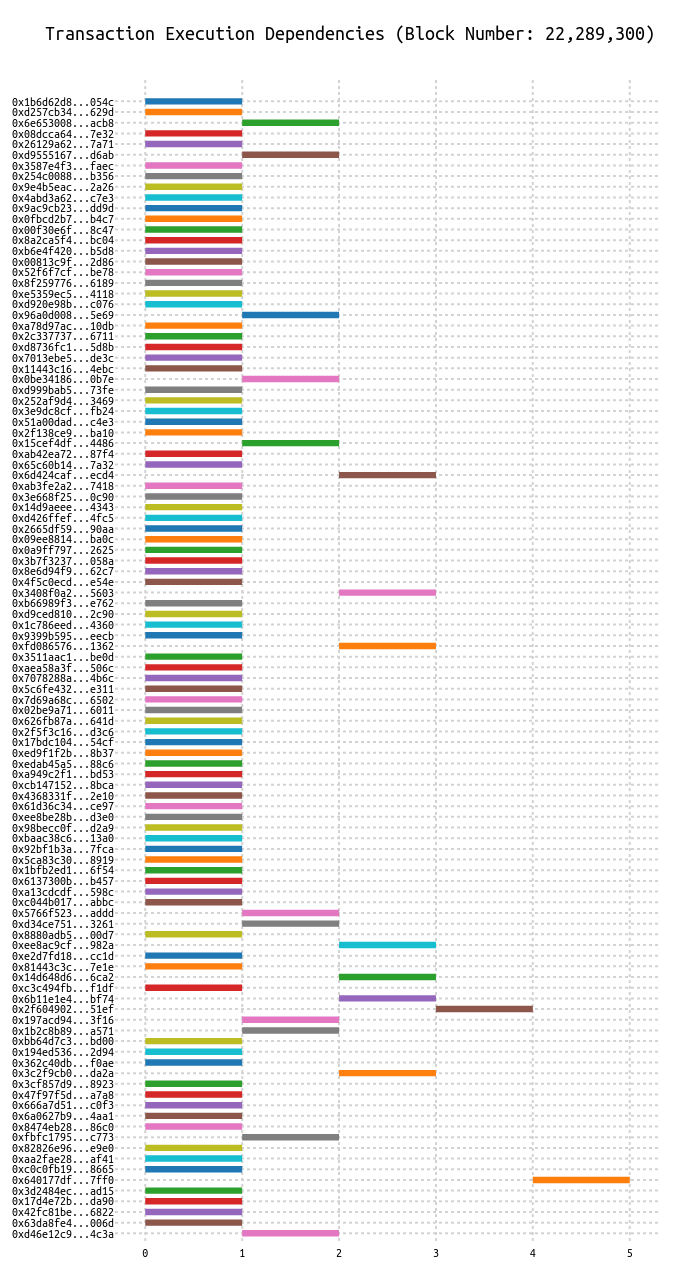 Transaction Execution Dependencies (Block Number: 22,289,300)
0x1b6d62d8...054c
0xd257cb34...629d
0x6e653008...acb8
0x08dcca64...7e32
0x26129a62...7a71
0xd9555167...d6ab
0x3587e4f3...faec
0x254c0088...b356
0x9e4b5eac...2a26
0x4abd3a62...c7e3
0x9ac9cb23...dd9d
0x0fbcd2b7...b4c7
0x00f30e6f...8c47
0x8a2ca5f4...bc04
0xb6e4f420...b5d8
0x00813c9f...2d86
0x52f6f7cf...be78
0x8f259776...6189
0xe5359ec5...4118
0xd920e98b...c076
0x96a0d008...5e69
0xa78d97ac...10db
0x2c337737...6711
0xd8736fc1...5d8b
0x7013ebe5...de3c
0x11443c16...4ebc
0x0be34186...0b7e
0xd999bab5...73fe
0x252af9d4...3469
0x3e9dc8cf...fb24
0x51a00dad...c4e3
0x2f138ce9...ba10
0x15cef4df...4486
0xab42ea72...87f4
0x65c60b14...7a32
0x6d424caf...ecd4
0xab3fe2a2...7418
0x3e668f25...0c90
0x14d9aeee...4343
0xd426ffef...4fc5
0x2665df59...90aa
0x09ee8814...ba0c
0x0a9ff797...2625
0x3b7f3237...058a
0x8e6d94f9...62c7
0x4f5c0ecd...e54e
0x3408f0a2...5603
0xb66989f3...e762
0xd9ced810...2c90
0x1c786eed...4360
0x9399b595...eecb
0xfd086576...1362
0x3511aac1...be0d
0xaea58a3f...506c
0x7078288a...4b6c
0x5c6fe432...e311
0x7d69a68c...6502
0x02be9a71...6011
0x626fb87a...641d
0x2f5f3c16...d3c6
0x17bdc104...54cf
0xed9f1f2b...8b37
0xedab45a5...88c6
0xa949c2f1...bd53
0xcb147152...8bca
0x4368331f...2e10
0x61d36c34...ce97
0xee8be28b...d3e0
0x98becc0f...d2a9
0xbaac38c6...13a0
0x92bf1b3a...7fca
0x5ca83c30...8919
0x1bfb2ed1...6f54
0x6137300b...b457
0xa13cdcdf...598c
0xc044b017...abbc
0x5766f523...addd
0xd34ce751...3261
0x8880adb5...00d7
0xee8ac9cf...982a
0xe2d7fd18...cc1d
0x81443c3c...7e1e
0x14d648d6...6ca2
0xc3c494fb...f1df
0x6b11e1e4...bf74
0x2f604902...51ef
0x197acd94...3f16
0x1b2c8b89...a571
0xbb64d7c3...bd00
0x194ed536...2d94
0x362c40db...f0ae
0x3c2f9cb0...da2a
0x3cf857d9...8923
0x47f97f5d...a7a8
0x666a7d51...c0f3
0x6a0627b9...4aa1
0x8474eb28...86c0
0xfbfc1795...c773
0x82826e96...e9e0
0xaa2fae28...af41
0xc0c0fb19...8665
0x640177df...7ff0
0x3d2484ec...ad15
0x17d4e72b...da90
0x42fc81be...6822
0x63da8fe4...006d
0xd46e12c9...4c3a
0 1 2 3 4 5